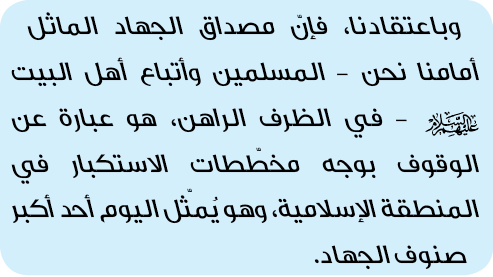 وباعتقادنا، فإنّ مصداق الجهاد الماثل
أمامنا نحن - المسلمين وأتباع أهل البيت
عليهم السلام - في الظرف الراهن، هو عبارة عن
الوقوف بوجه مخطّطات الاستكبار في
المنطقة الإسلامية، وهو يُمثّل اليوم أحد أكبر
صنوف الجهاد.